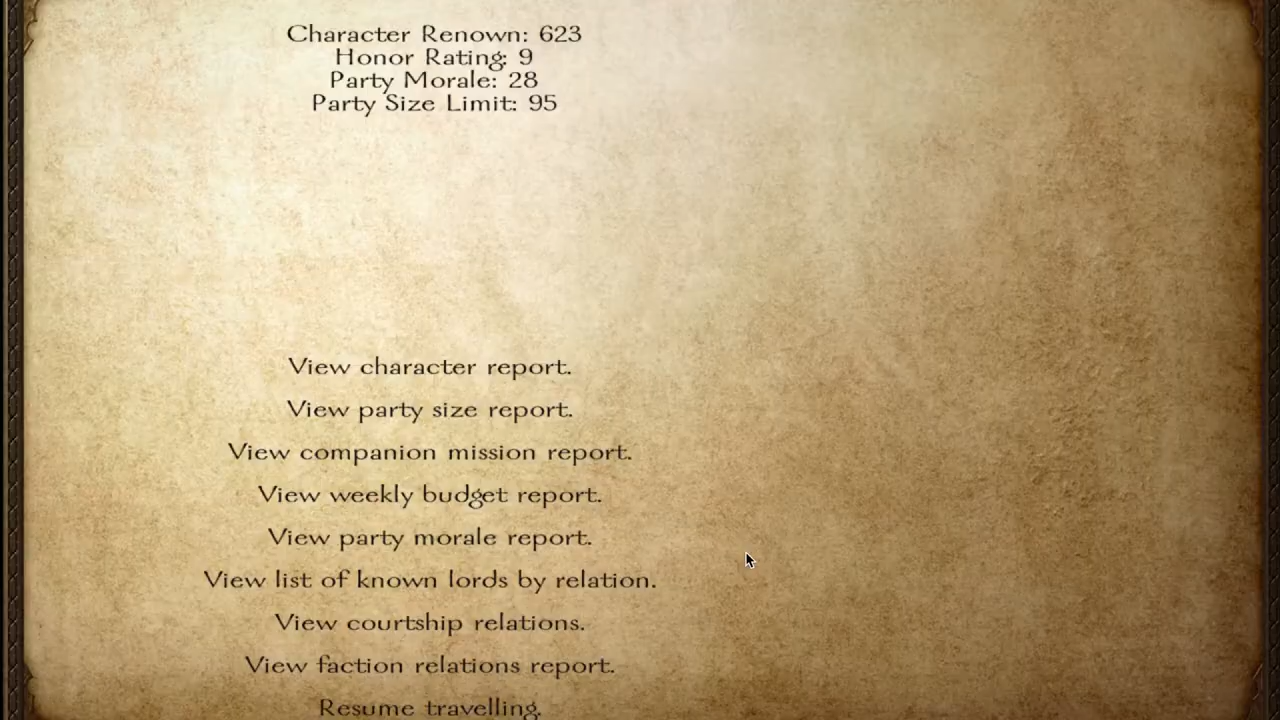 Character Renown: 623
Honor Rating: 9
Party Morale: 28
Party Size Limit: 95
View character report.
View party size report.
View companion mission report.
View weekly budget report.
View party morale report.
View list of known lords by relation.
View courtship relations.
View faction relations report.
Resume travelling.